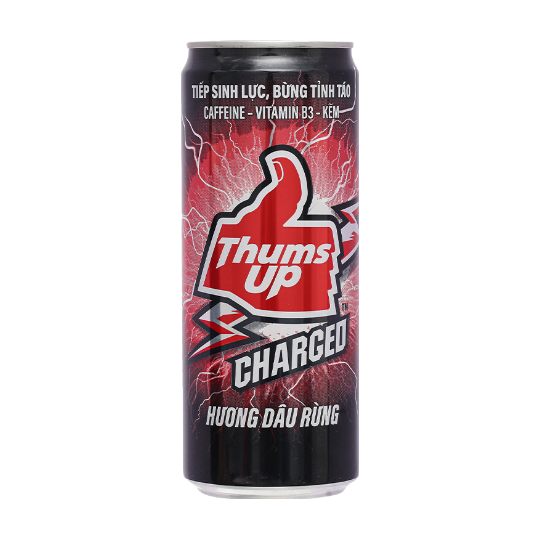 TIẾP SINH LỰC, BỪNG TỈNH TÁO
CAFFEINE - VITAMIN B3 - KẼM
Thums
UP
TM
CHARGED
HƯƠNG DÂU RỪNG